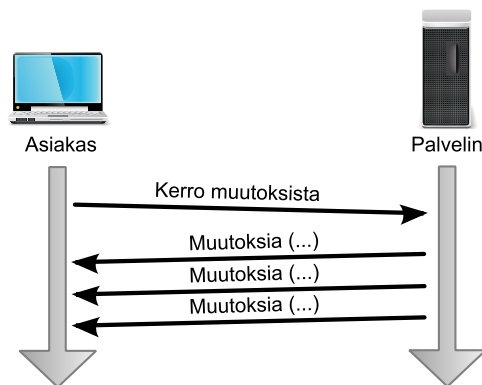 Asiakas
Palvelin
Kerro muutoksista
Muutoksia (...)
Muutoksia (...)
Muutoksia (...)